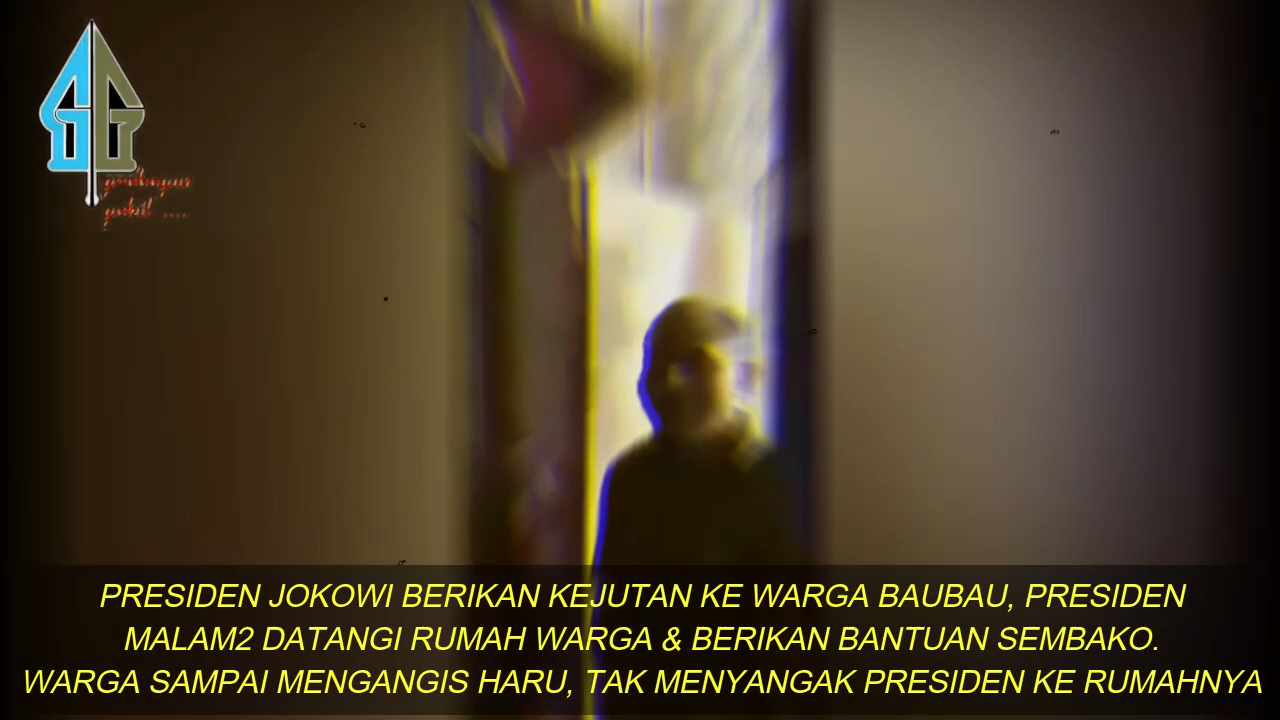 PRESIDEN JOKOWI BERIKAN KEJUTAN KE WARGA BAUBAU, PRESIDEN
MALAM2 DATANGI RUMAH WARGA & BERIKAN BANTUAN SEMBAKO.
WARGA SAMPAI MENGANGIS HARU, TAK MENYANGAK PRESIDEN KE RUMAHNYA